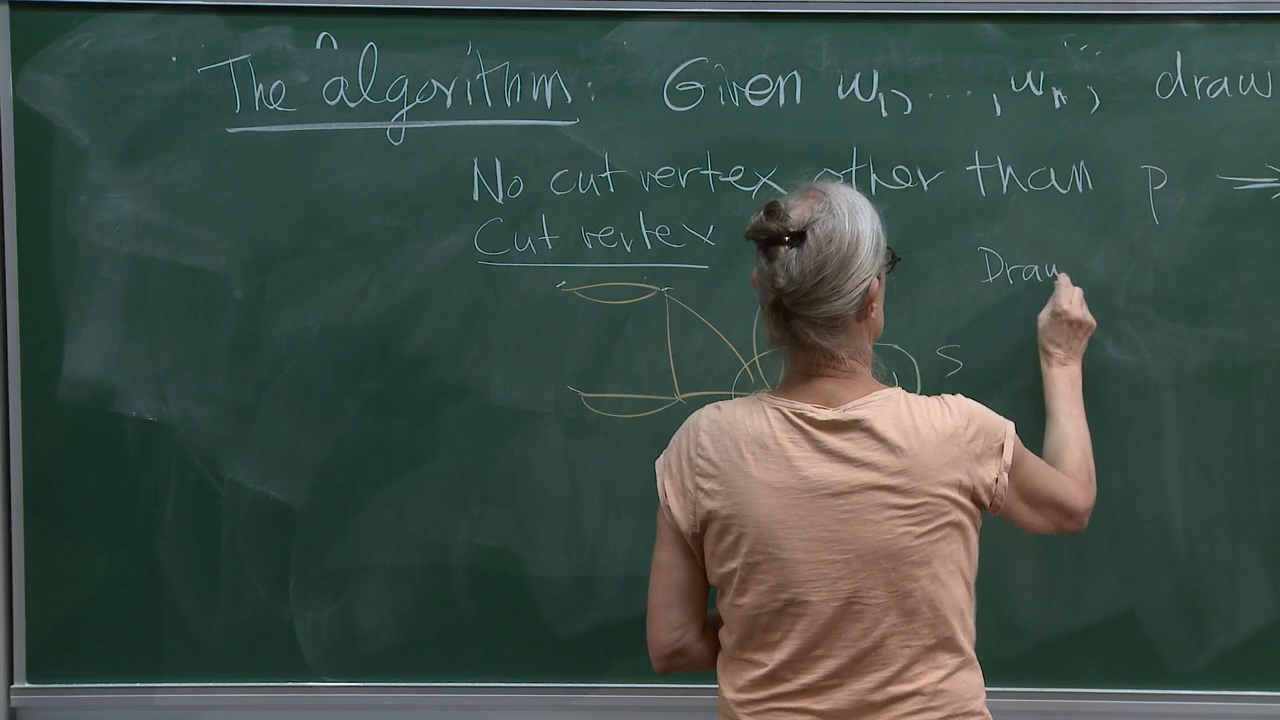 The algorithm: Given w₁, ..., wₙ, draw
No cut vertex other than p →
Cut vertex
Draw
S